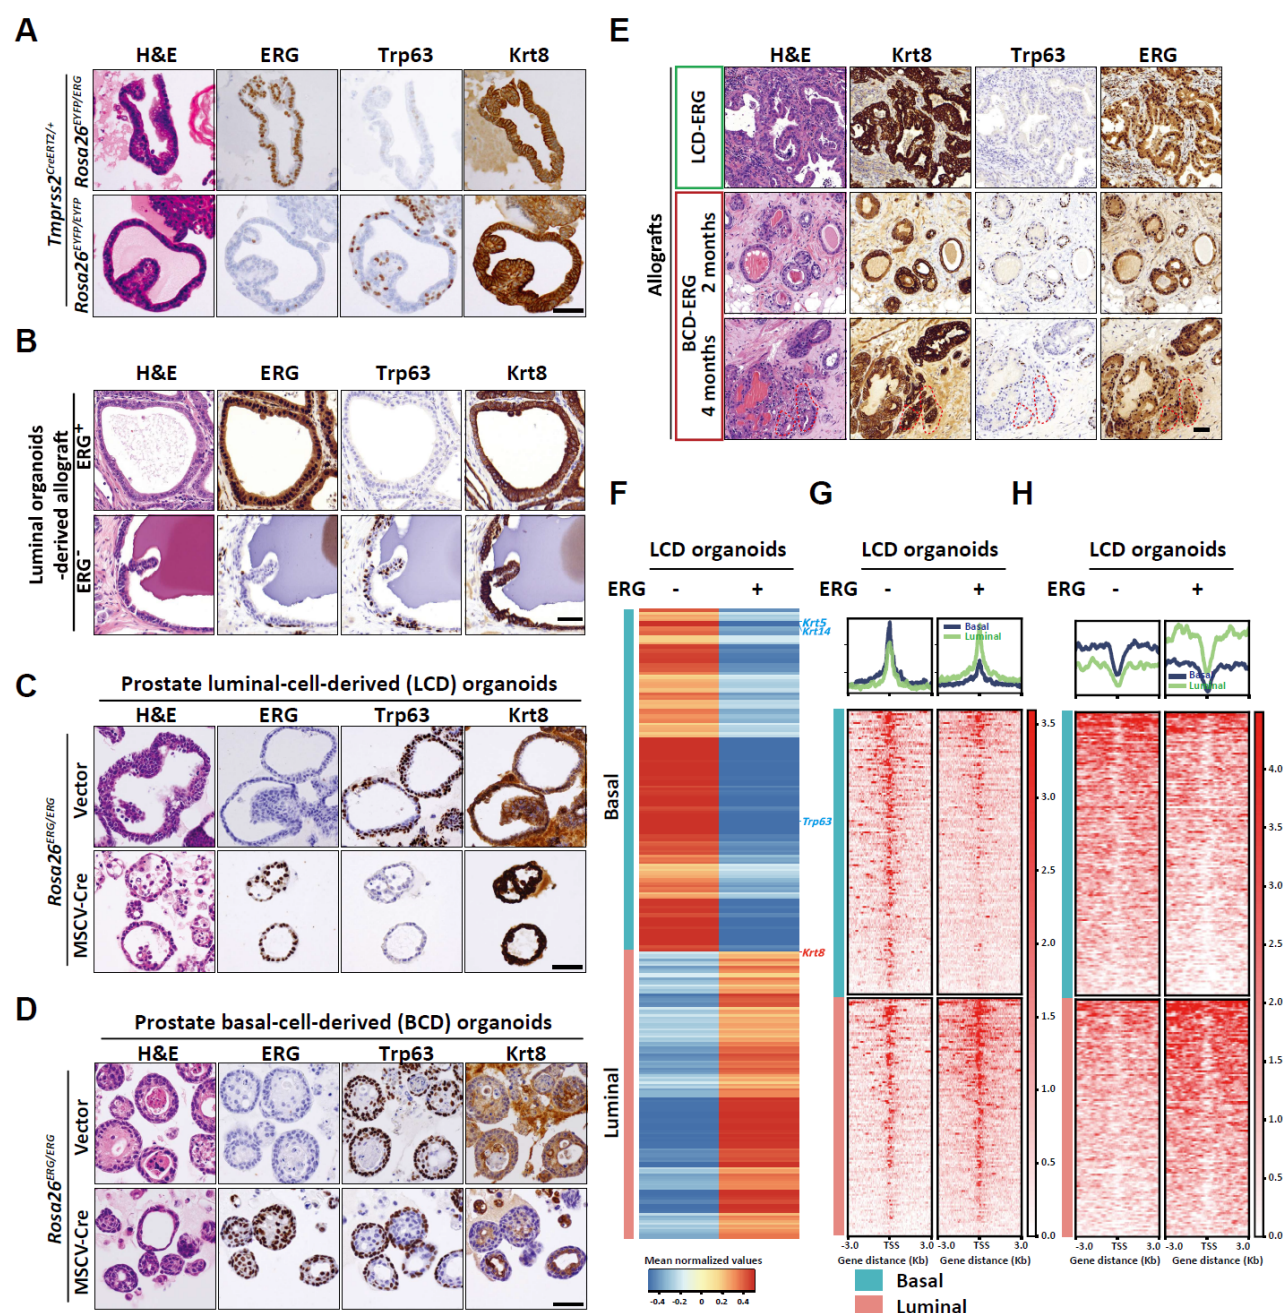 A
H&E ERG Trp63 Krt8
Tmprss2CreERT2/+
Rosa26EYFP/ERG
Rosa26EYFP/EYFP
B
H&E ERG Trp63 Krt8
Luminal organoids
-derived allograft
ERG+
ERG-
C
Prostate luminal-cell-derived (LCD) organoids
H&E ERG Trp63 Krt8
Rosa26ERG/ERG
Vector
MSCV-Cre
D
Prostate basal-cell-derived (BCD) organoids
H&E ERG Trp63 Krt8
Rosa26ERG/ERG
Vector
MSCV-Cre
E
H&E Krt8 Trp63 ERG
Allografts
LCD-ERG
BCD-ERG
2 months
4 months
F
LCD organoids
ERG - +
Krt5
Krt14
Trp63
Krt8
Basal
Luminal
Mean normalized values
-0.4 -0.2 0 0.2 0.4
G
LCD organoids
ERG - +
Basal
Luminal
3.5
3.0
2.5
2.0
1.5
1.0
0.5
0.0
-3.0 TSS 3.0 -3.0 TSS 3.0
Gene distance (Kb) Gene distance (Kb)
H
LCD organoids
ERG - +
Basal
Luminal
4.0
3.5
3.0
2.5
2.0
1.5
1.0
0.5
0.0
-3.0 TSS 3.0 -3.0 TSS 3.0
Gene distance (Kb) Gene distance (Kb)
Basal
Luminal